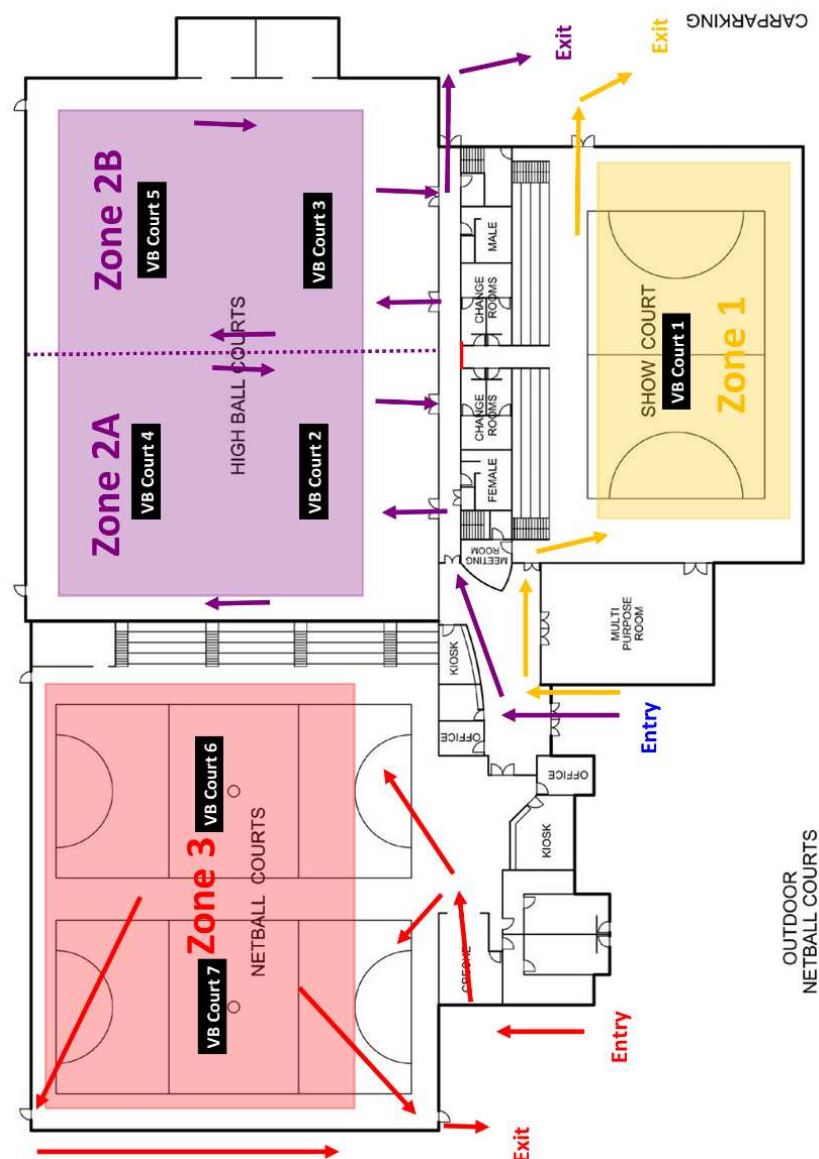 CARPARKING
Exit
Exit
Zone 2B
VB Court 5
VB Court 3
HIGH BALL COURTS
Zone 2A
VB Court 4
VB Court 2
MALE
CHANGE
ROOMS
CHANGE
ROOMS
FEMALE
MEETING
ROOM
SHOW COURT
VB Court 1
Zone 1
MULTI
PURPOSE
ROOM
KIOSK
OFFICE
Entry
OFFICE
KIOSK
VB Court 6
Zone 3
NETBALL COURTS
VB Court 7
CRECHE
Entry
Exit
OUTDOOR
NETBALL COURTS